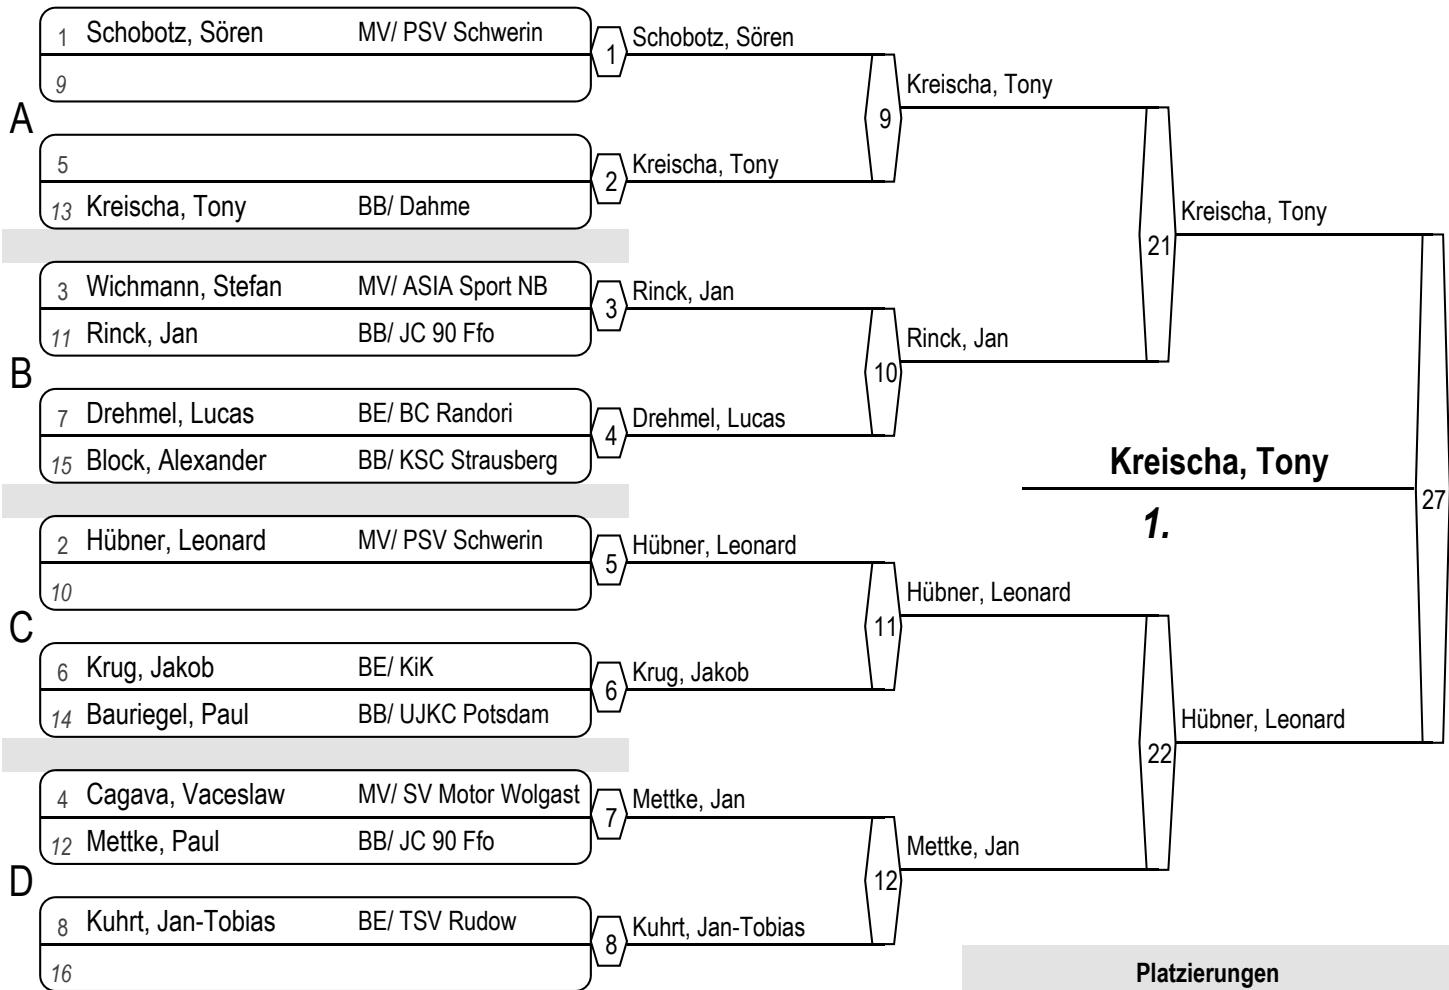 1 Schobotz, Sören MV/ PSV Schwerin
9
1 Schobotz, Sören
A
5
13 Kreischa, Tony BB/ Dahme
2 Kreischa, Tony
9 Kreischa, Tony
3 Wichmann, Stefan MV/ ASIA Sport NB
11 Rinck, Jan BB/ JC 90 Ffo
3 Rinck, Jan
B
7 Drehmel, Lucas BE/ BC Randori
15 Block, Alexander BB/ KSC Strausberg
4 Drehmel, Lucas
10 Rinck, Jan
21 Kreischa, Tony
2 Hübner, Leonard MV/ PSV Schwerin
10
5 Hübner, Leonard
C
6 Krug, Jakob BE/ KiK
14 Bauriegel, Paul BB/ UJKC Potsdam
6 Krug, Jakob
11 Hübner, Leonard
4 Cagava, Vaceslaw MV/ SV Motor Wolgast
12 Mettke, Paul BB/ JC 90 Ffo
7 Mettke, Jan
D
8 Kuhrt, Jan-Tobias BE/ TSV Rudow
16
8 Kuhrt, Jan-Tobias
12 Mettke, Jan
22 Hübner, Leonard
27 Kreischa, Tony
1.
Platzierungen